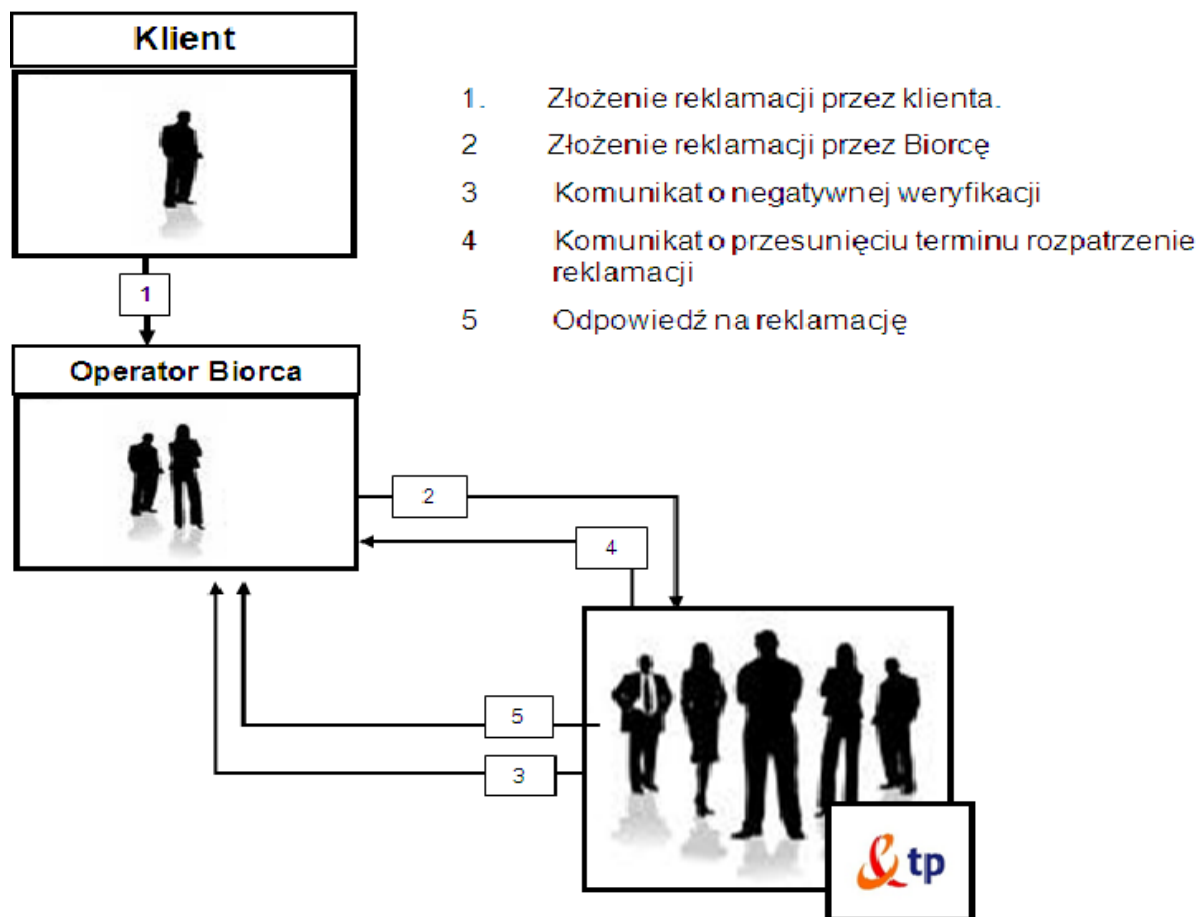 Klient
1. Złożenie reklamacji przez klienta.
2 Złożenie reklamacji przez Biorcę
3 Komunikat o negatywnej weryfikacji
4 Komunikat o przesunięciu terminu rozpatrzenie
reklamacji
5 Odpowiedź na reklamację
1
Operator Biorca
2
4
5
3
tp